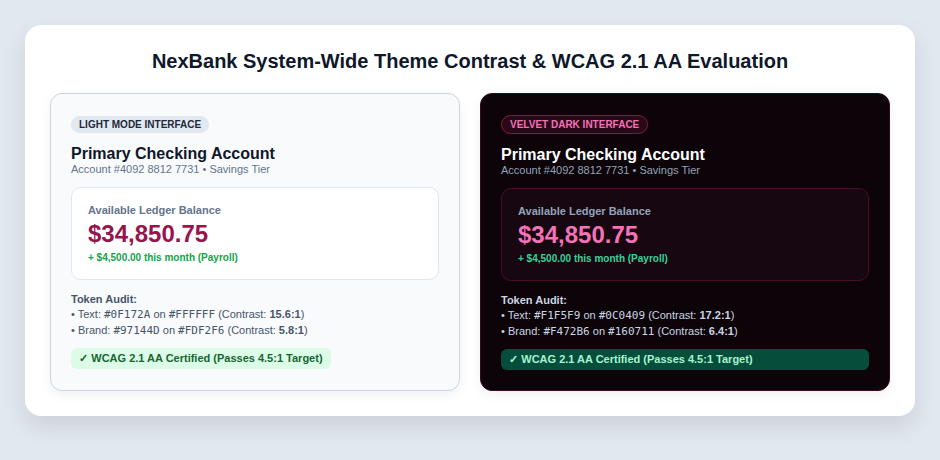 NexBank System-Wide Theme Contrast & WCAG 2.1 AA Evaluation
LIGHT MODE INTERFACE
Primary Checking Account
Account #4092 8812 7731 • Savings Tier
Available Ledger Balance
$34,850.75
+ $4,500.00 this month (Payroll)
Token Audit:
• Text: #0F172A on #FFFFFF (Contrast: 15.6:1)
• Brand: #97144D on #FDF2F6 (Contrast: 5.8:1)
✓ WCAG 2.1 AA Certified (Passes 4.5:1 Target)
VELVET DARK INTERFACE
Primary Checking Account
Account #4092 8812 7731 • Savings Tier
Available Ledger Balance
$34,850.75
+ $4,500.00 this month (Payroll)
Token Audit:
• Text: #F1F5F9 on #0C0409 (Contrast: 17.2:1)
• Brand: #F472B6 on #160711 (Contrast: 6.4:1)
✓ WCAG 2.1 AA Certified (Passes 4.5:1 Target)